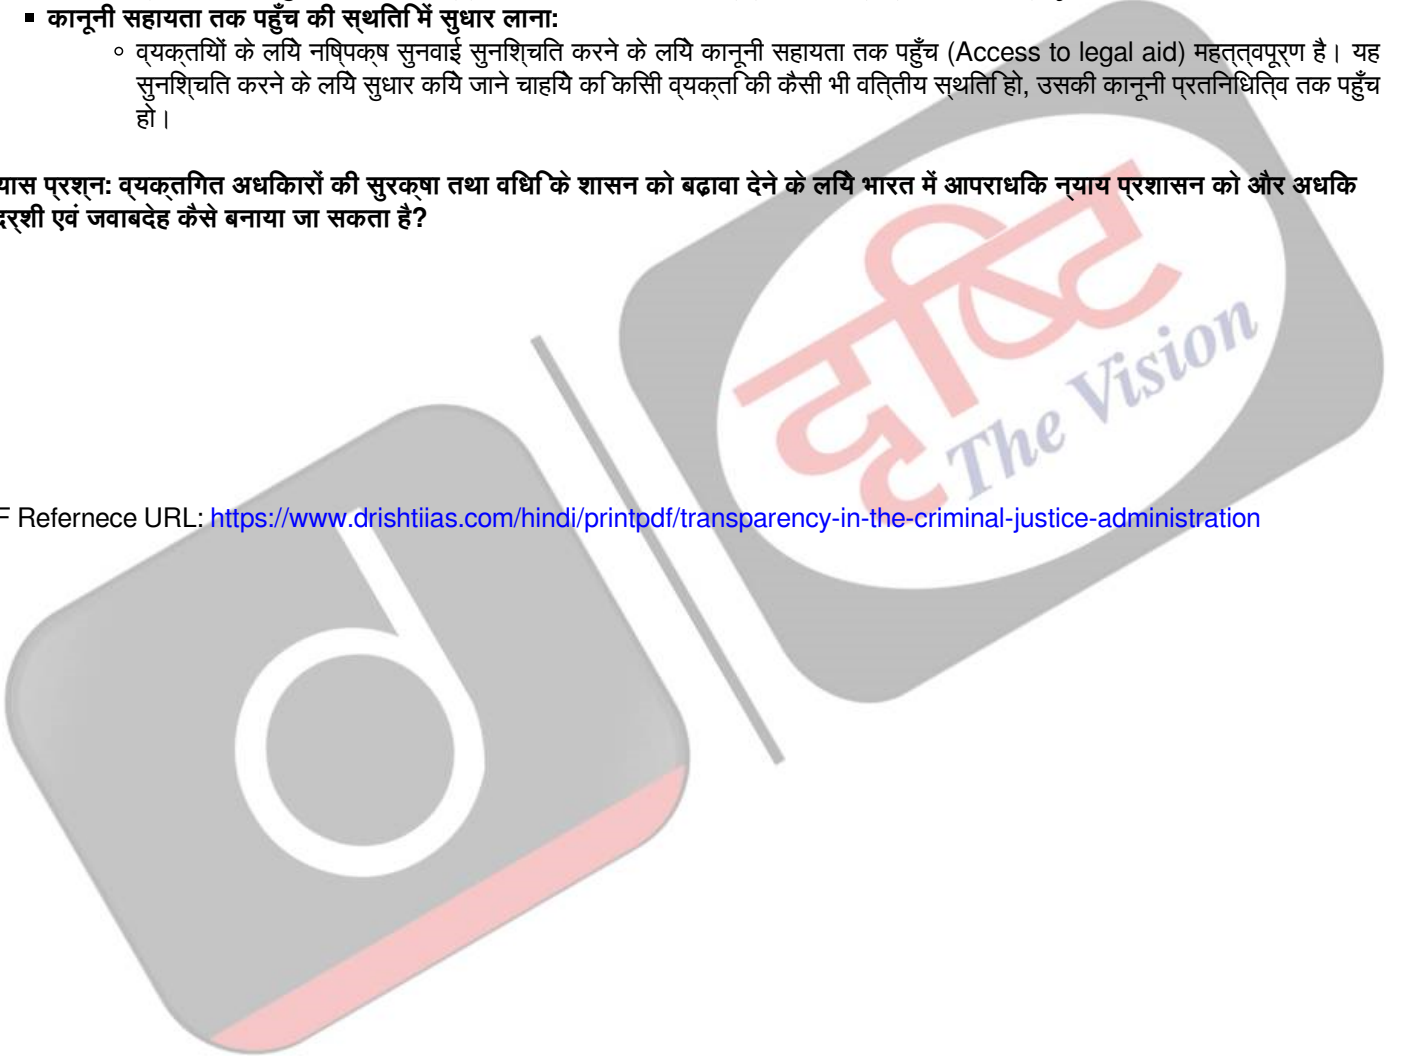 ▪ कानूनी सहायता तक पहुँच की स्थिति में सुधार लाना:
◦ व्यक्तियों के लिये निष्पिक्ष सुनवाई सुनिश्चिति करने के लिये कानूनी सहायता तक पहुँच (Access to legal aid) महत्त्वपूर्ण है। यह
सुनिश्चिति करने के लिये सुधार किये जाने चाहिये कि किसी व्यक्ति की कैसी भी वित्तीय स्थिति हो, उसकी कानूनी प्रतिनिधित्वि तक पहुँच
हो।
यास प्रश्न: व्यक्तिगत अधिकारों की सुरक्षा तथा विधि के शासन को बढ़ावा देने के लिये भारत में आपराधिक न्याय प्रशासन को और अधिक
दर्शी एवं जवाबदेह कैसे बनाया जा सकता है?
दृष्टि
The Vision
F Refernece URL: https://www.drishtiias.com/hindi/printpdf/transparency-in-the-criminal-justice-administration